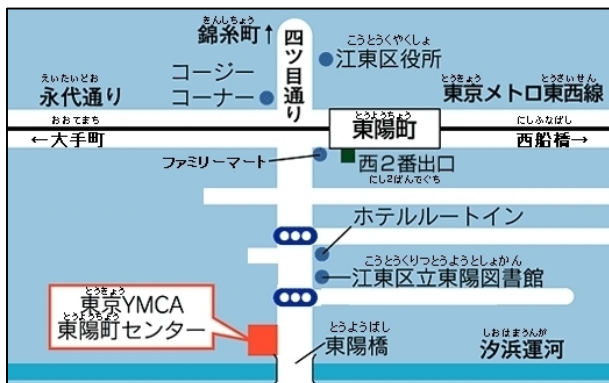 きんしちょう
錦糸町↑
四ツ目通り
こうとうくやくしょ
江東区役所
えいたいどお
永代通り
コージー
コーナー
とうきょう とうざいせん
東京メトロ東西線
おおてまち
←大手町
とうようちょう
東陽町
にしふなばし
西船橋→
ファミリーマート
西2番出口
にし2ばんでぐち
ホテルルートイン
こうとうくりつとうようとしょかん
江東区立東陽図書館
とうきょう
東京YMCA
とうようちょう
東陽町センター
とうようばし
東陽橋
しおはまうんが
汐浜運河